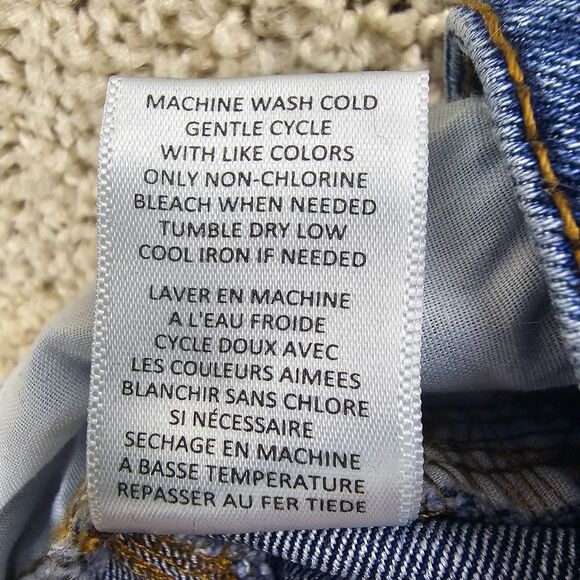 MACHINE WASH COLD
GENTLE CYCLE
WITH LIKE COLORS
ONLY NON-CHLORINE
BLEACH WHEN NEEDED
TUMBLE DRY LOW
COOL IRON IF NEEDED
LAVER EN MACHINE
A L'EAU FROIDE
CYCLE DOUX AVEC
LES COULEURS AIMEES
BLANCHIR SANS CHLORE
SI NÉCESSAIRE
SECHAGE EN MACHINE
A BASSE TEMPERATURE
REPASSER AU FER TIEDE